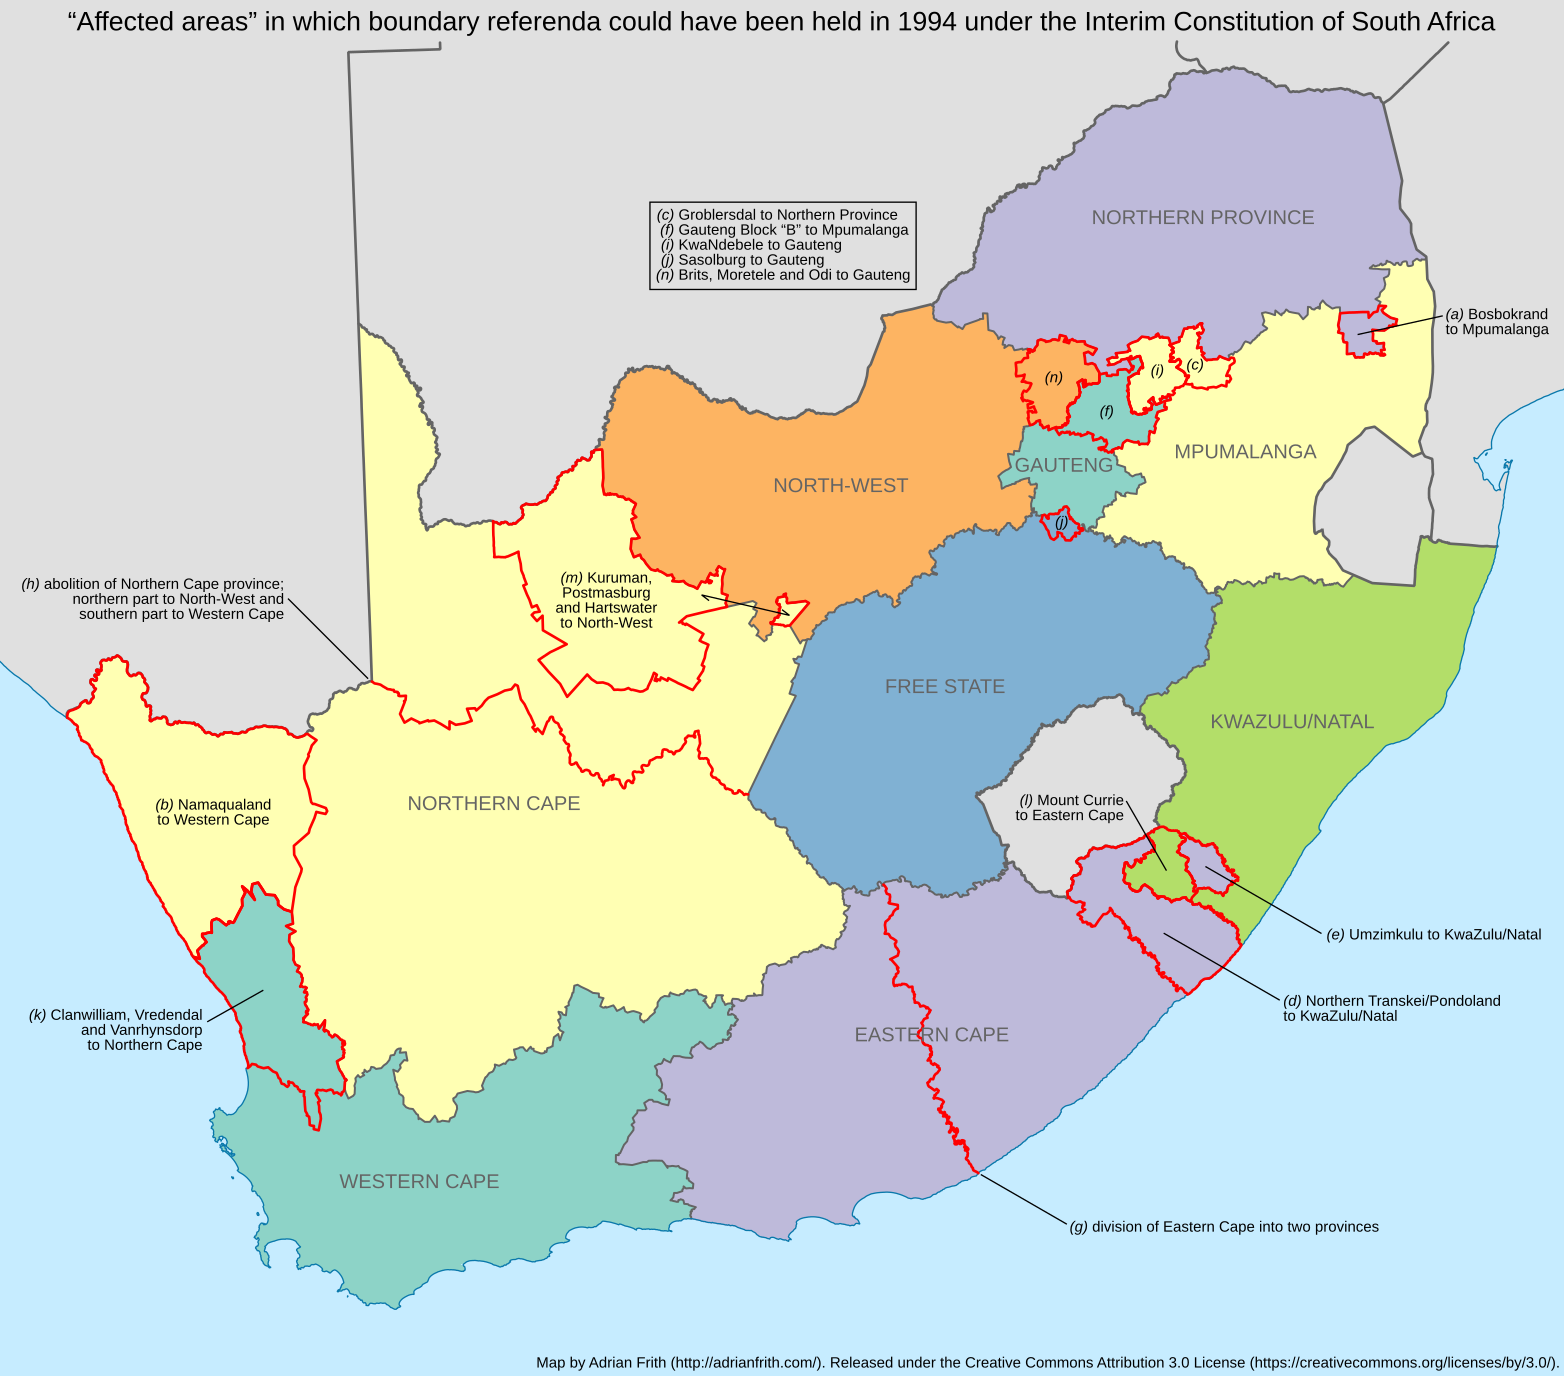 “Affected areas” in which boundary referenda could have been held in 1994 under the Interim Constitution of South Africa
NORTHERN PROVINCE
(c) Groblersdal to Northern Province
(f) Gauteng Block “B” to Mpumalanga
(i) KwaNdebele to Gauteng
(j) Sasolburg to Gauteng
(n) Brits, Moretele and Odi to Gauteng
(a) Bosbokrand
to Mpumalanga
(n)
(i)
(c)
(f)
MPUMALANGA
GAUTENG
NORTH-WEST
(j)
(m) Kuruman,
Postmasburg
and Hartswater
to North-West
(h) abolition of Northern Cape province;
northern part to North-West and
southern part to Western Cape
FREE STATE
KWAZULU/NATAL
(b) Namaqualand
to Western Cape
NORTHERN CAPE
(l) Mount Currie
to Eastern Cape
(e) Umzimkulu to KwaZulu/Natal
(d) Northern Transkei/Pondoland
to KwaZulu/Natal
(k) Clanwilliam, Vredendal
and Vanrhynsdorp
to Northern Cape
EASTERN CAPE
WESTERN CAPE
(g) division of Eastern Cape into two provinces
Map by Adrian Frith (http://adrianfrith.com/). Released under the Creative Commons Attribution 3.0 License (https://creativecommons.org/licenses/by/3.0/).